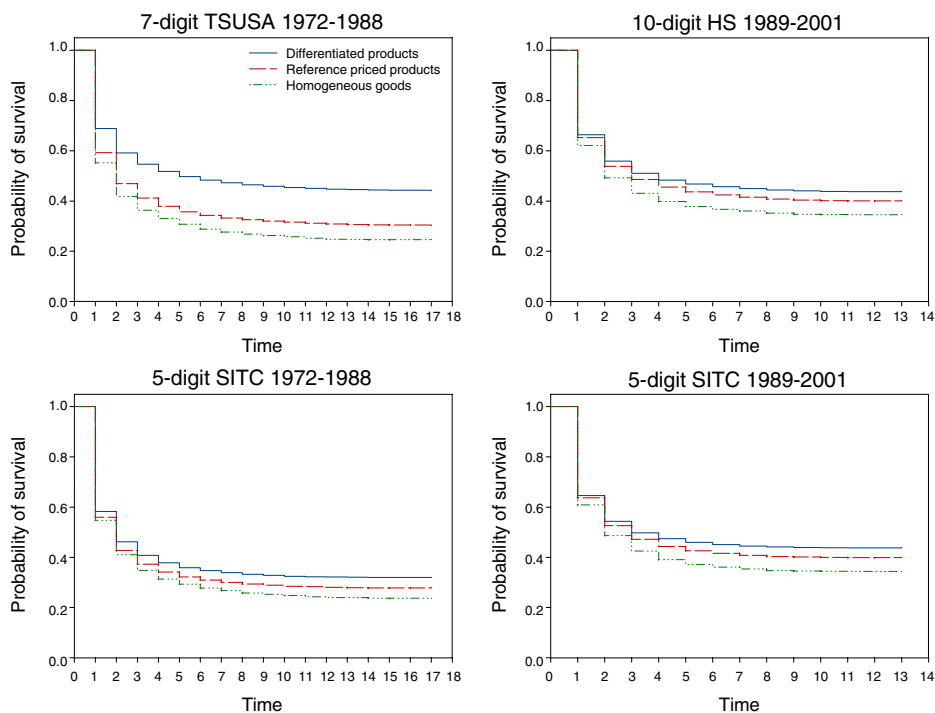 7-digit TSUSA 1972-1988
Probability of survival
1.0
0.8
0.6
0.4
0.2
0.0
Differentiated products
Reference priced products
Homogeneous goods
0 1 2 3 4 5 6 7 8 9 10 11 12 13 14 15 16 17 18
Time
10-digit HS 1989-2001
Probability of survival
1.0
0.8
0.6
0.4
0.2
0.0
0 1 2 3 4 5 6 7 8 9 10 11 12 13 14
Time
5-digit SITC 1972-1988
Probability of survival
1.0
0.8
0.6
0.4
0.2
0.0
0 1 2 3 4 5 6 7 8 9 10 11 12 13 14 15 16 17 18
Time
5-digit SITC 1989-2001
Probability of survival
1.0
0.8
0.6
0.4
0.2
0.0
0 1 2 3 4 5 6 7 8 9 10 11 12 13 14
Time